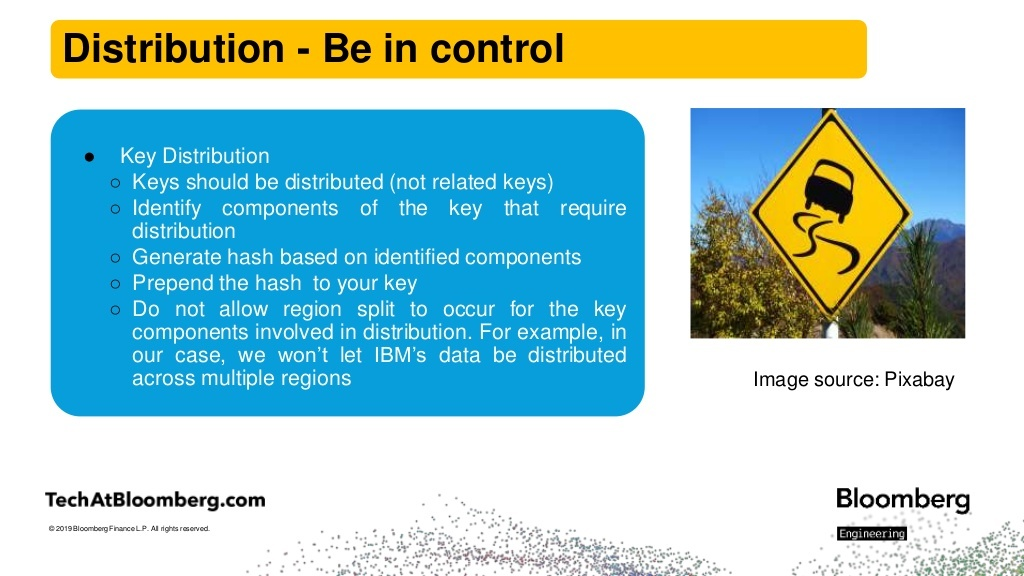 Distribution - Be in control
● Key Distribution
○ Keys should be distributed (not related keys)
○ Identify components of the key that require
distribution
○ Generate hash based on identified components
○ Prepend the hash to your key
○ Do not allow region split to occur for the key
components involved in distribution. For example, in
our case, we won’t let IBM’s data be distributed
across multiple regions
Image source: Pixabay
TechAtBloomberg.com
© 2019 Bloomberg Finance L.P. All rights reserved.
Bloomberg
Engineering